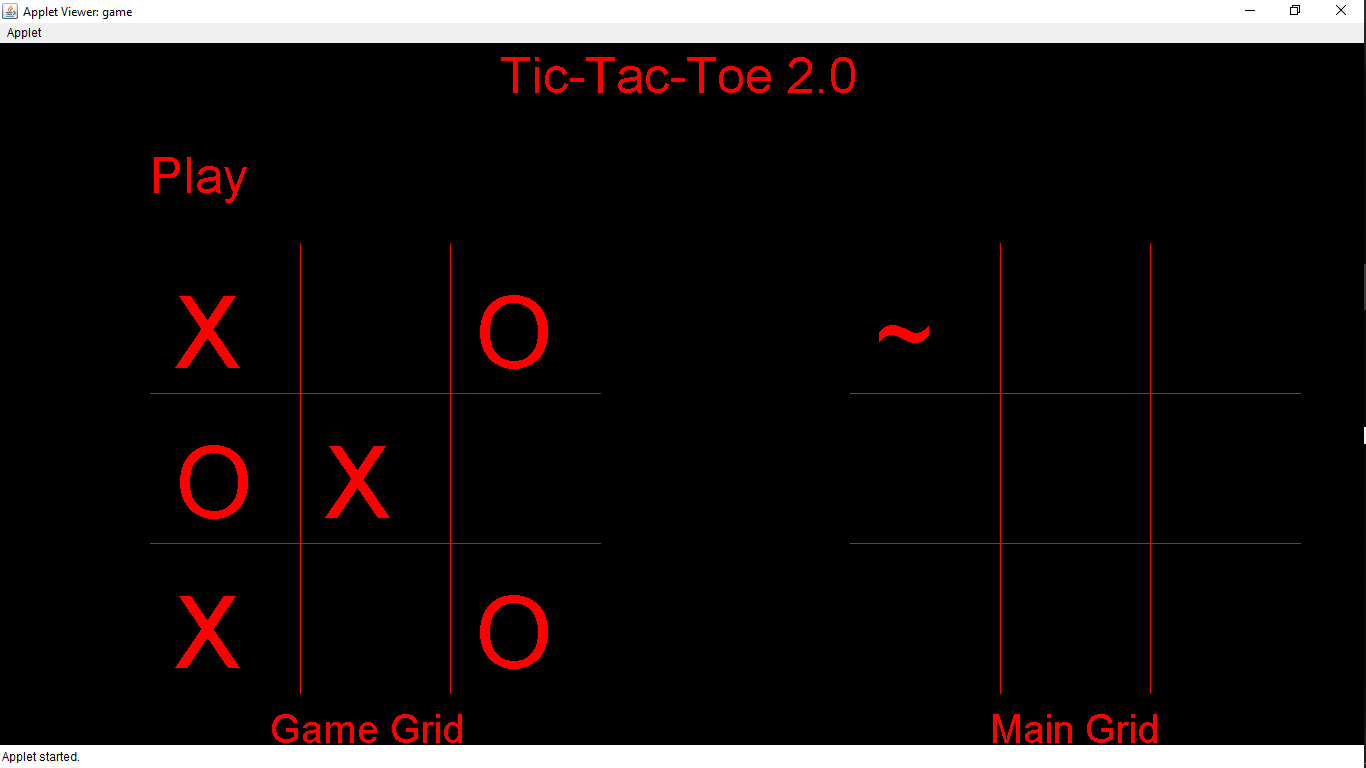 Applet Viewer: game
Applet
Tic-Tac-Toe 2.0
Play
X O
~
O X
X O
Game Grid
Main Grid
Applet started.